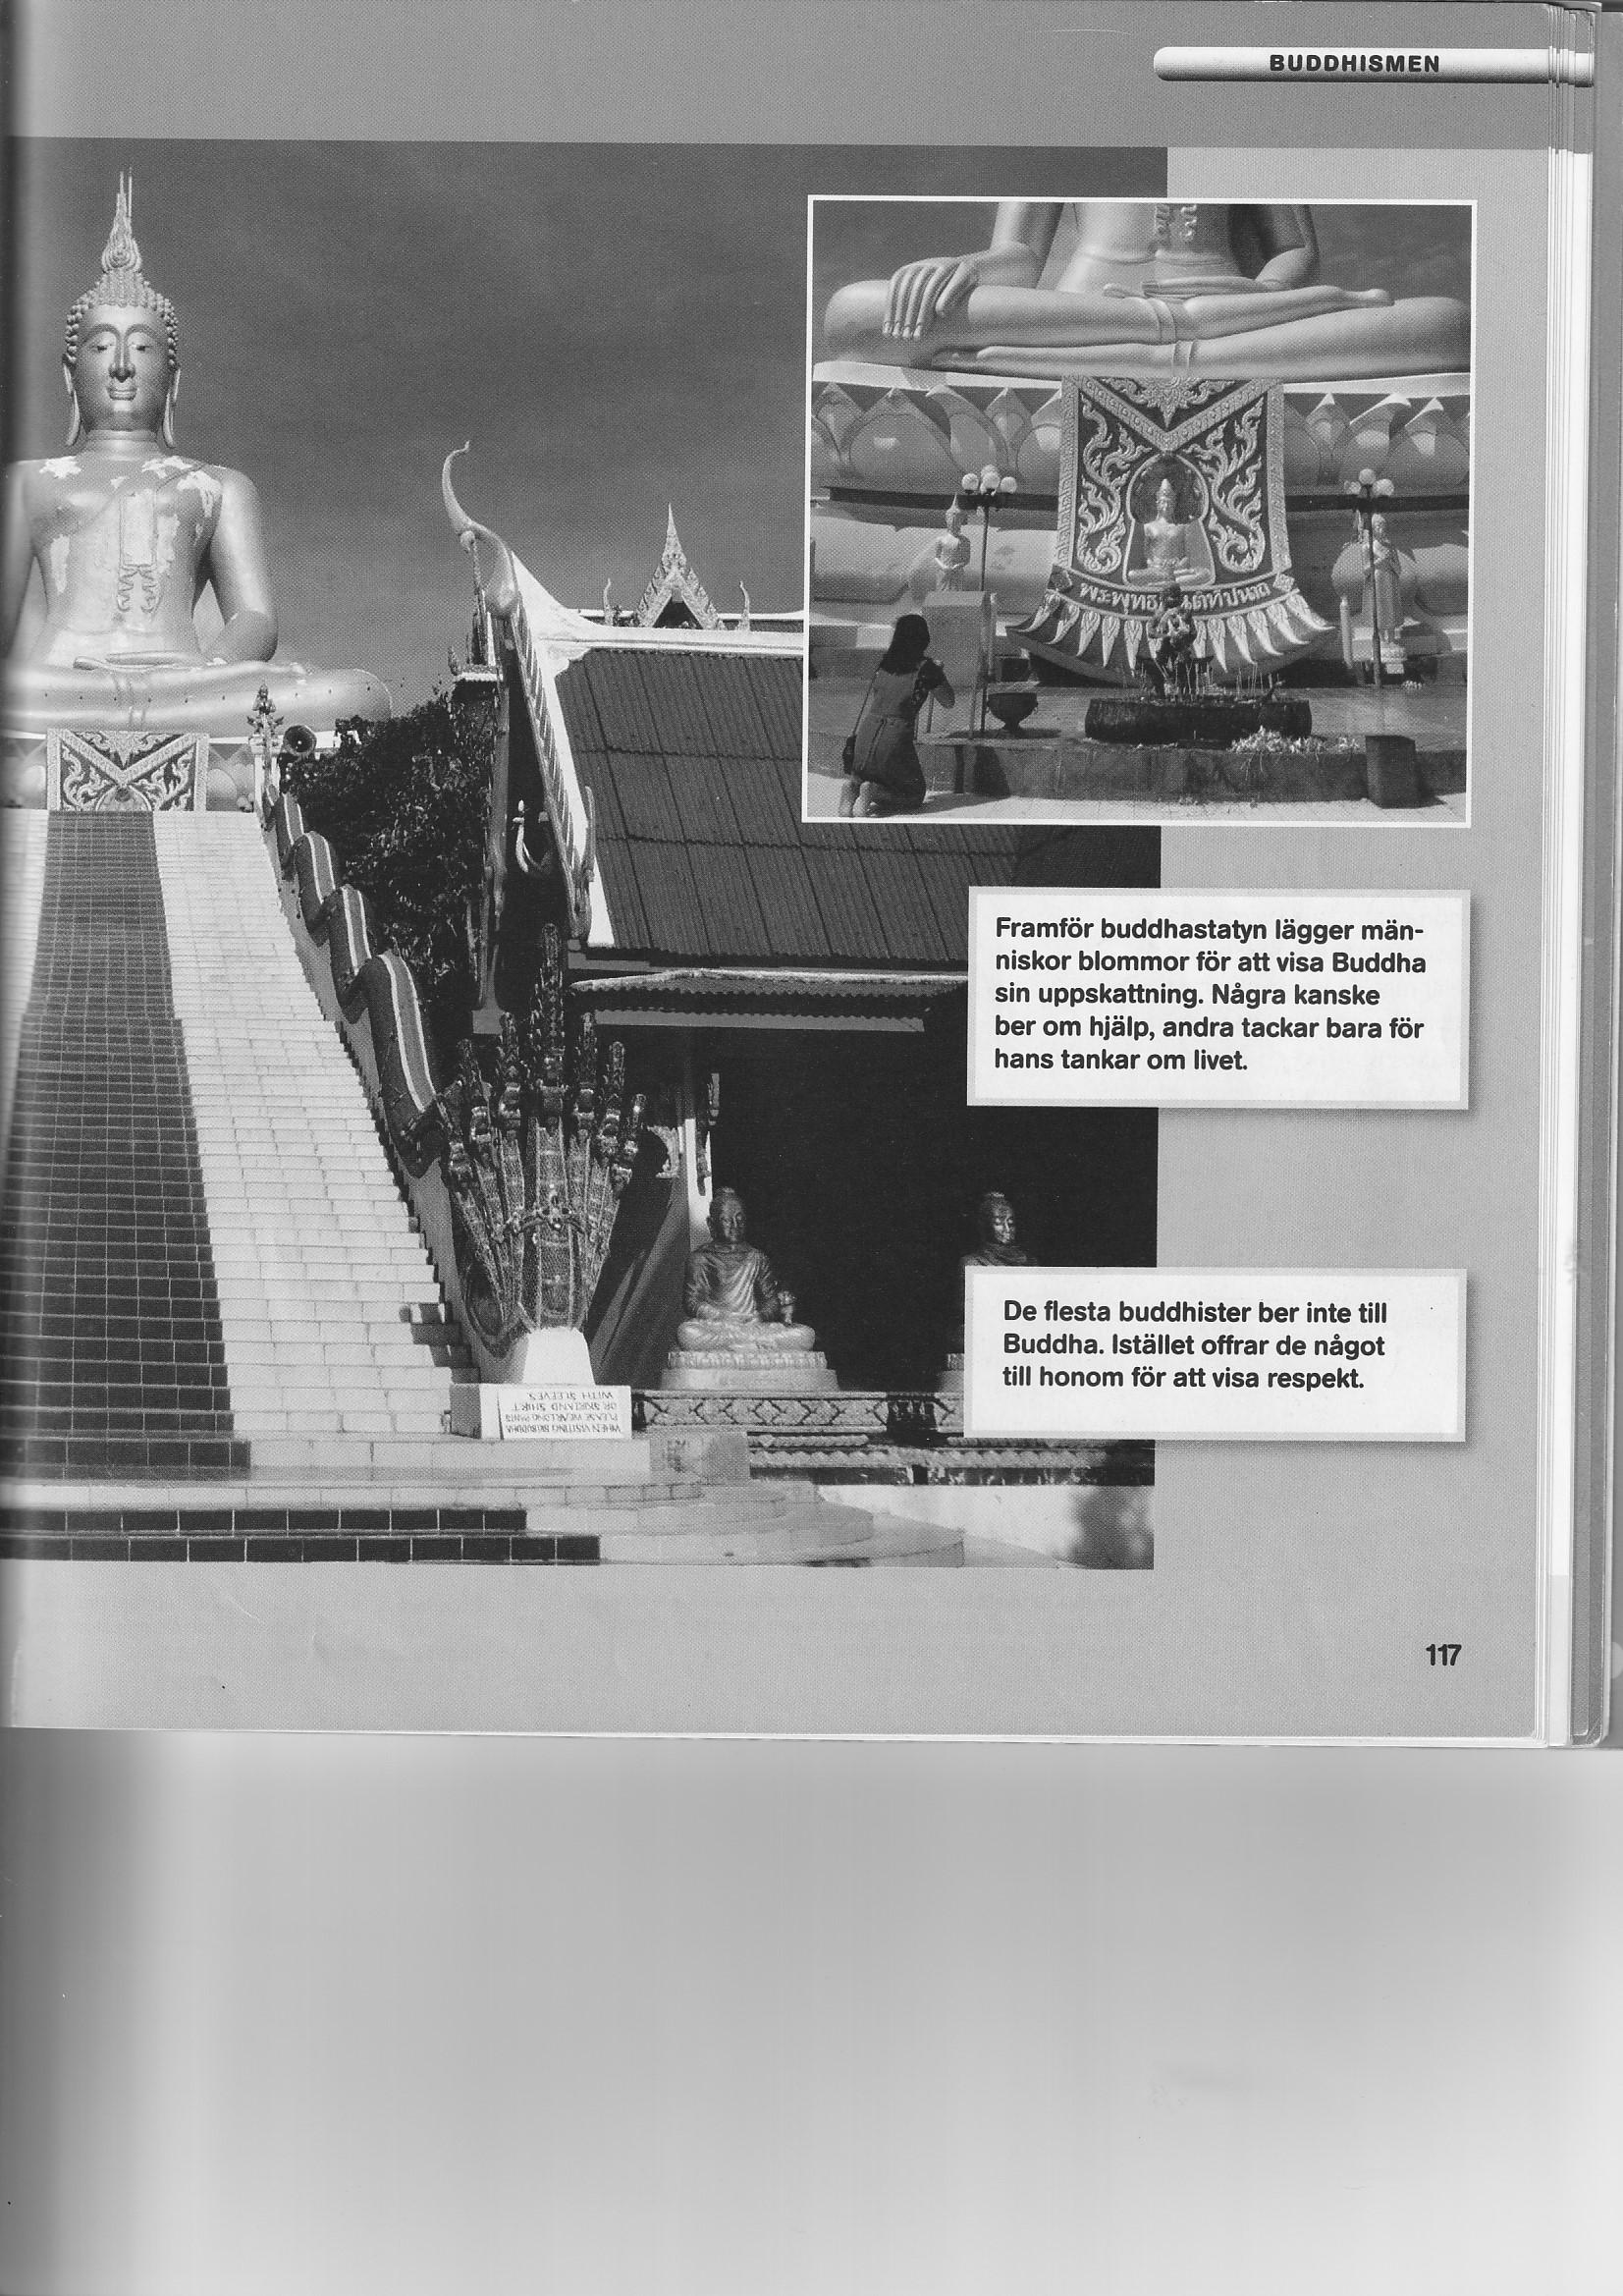 BUDDHISMEN
พระพุทธ
Framför buddhastatyn lägger män-
niskor blommor för att visa Buddha
sin uppskattning. Några kanske
ber om hjälp, andra tackar bara för
hans tankar om livet.
WHEN VISITING BIG BUDDHA
PLEASE WEAR LONG PANTS
OR SKIRT AND SHIRT
WITH SLEEVES.
De flesta buddhister ber inte till
Buddha. Istället offrar de något
till honom för att visa respekt.
117